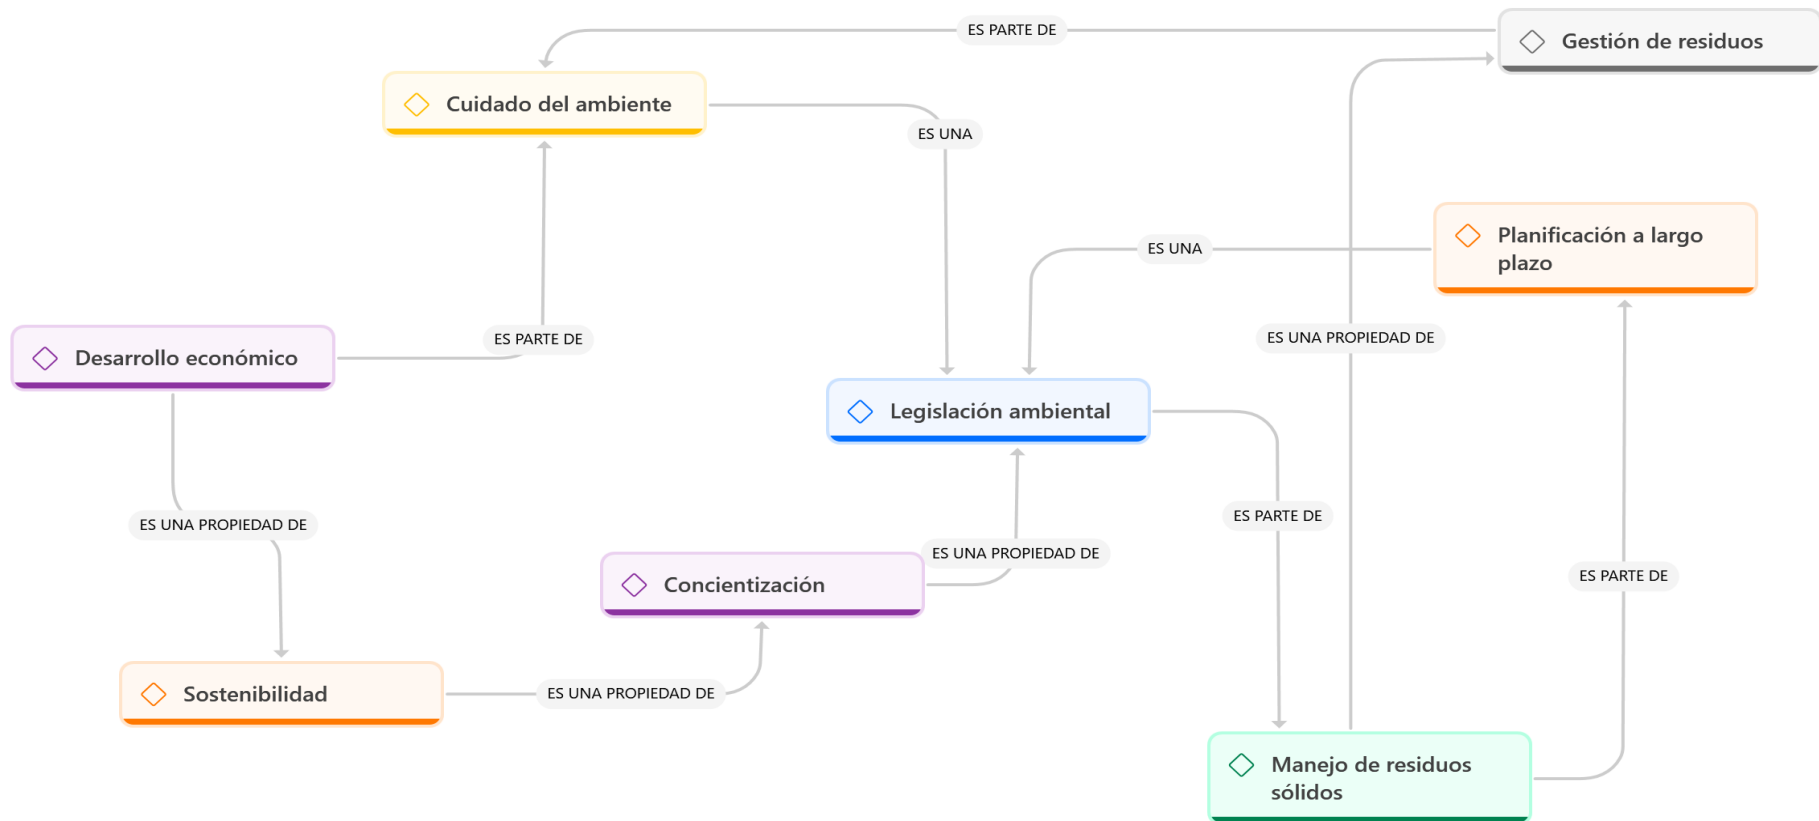 ES PARTE DE
Gestión de residuos
Cuidado del ambiente
ES UNA
Planificación a largo
plazo
ES UNA
ES PARTE DE
ES UNA PROPIEDAD DE
Desarrollo económico
Legislación ambiental
ES PARTE DE
ES UNA PROPIEDAD DE
ES UNA PROPIEDAD DE
Concientización
ES PARTE DE
Sostenibilidad
ES UNA PROPIEDAD DE
Manejo de residuos
sólidos